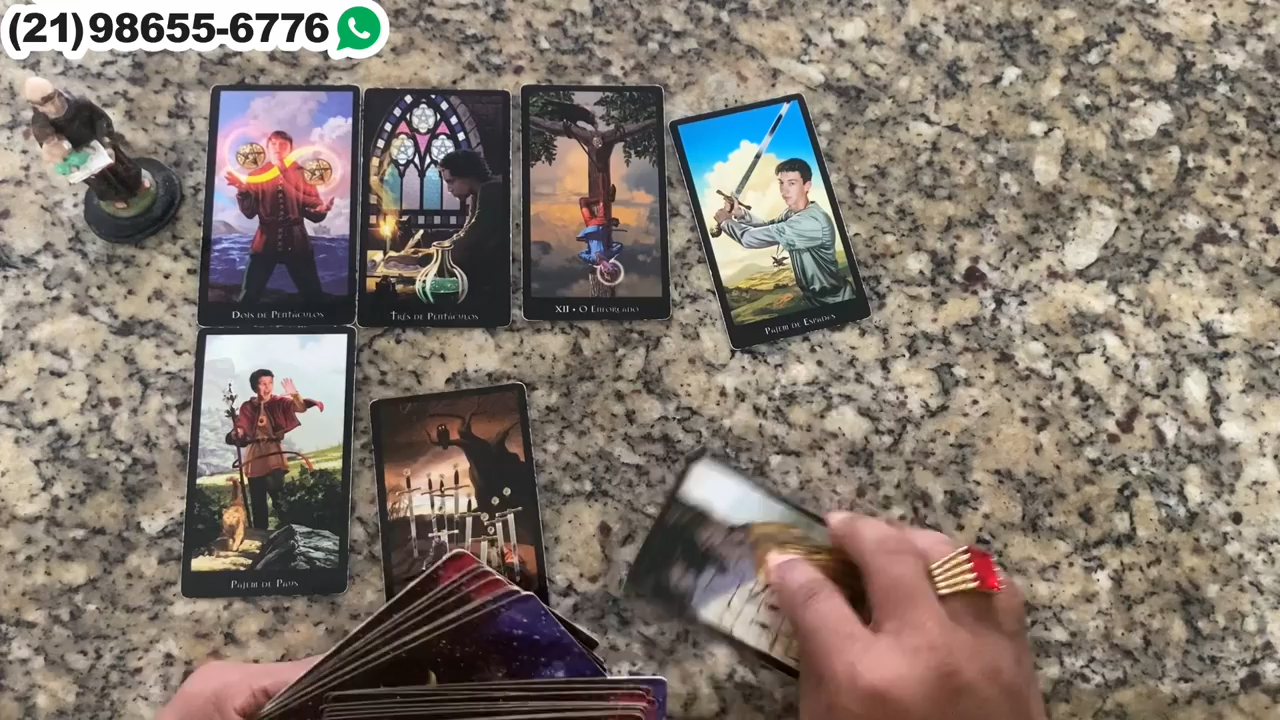 (21)98655-6776
DOIS DE PENTÁCULOS
TRÊS DE PENTÁCULOS
XII • O ENFORCADO
PAJEM DE ESPADAS
PAJEM DE PAUS